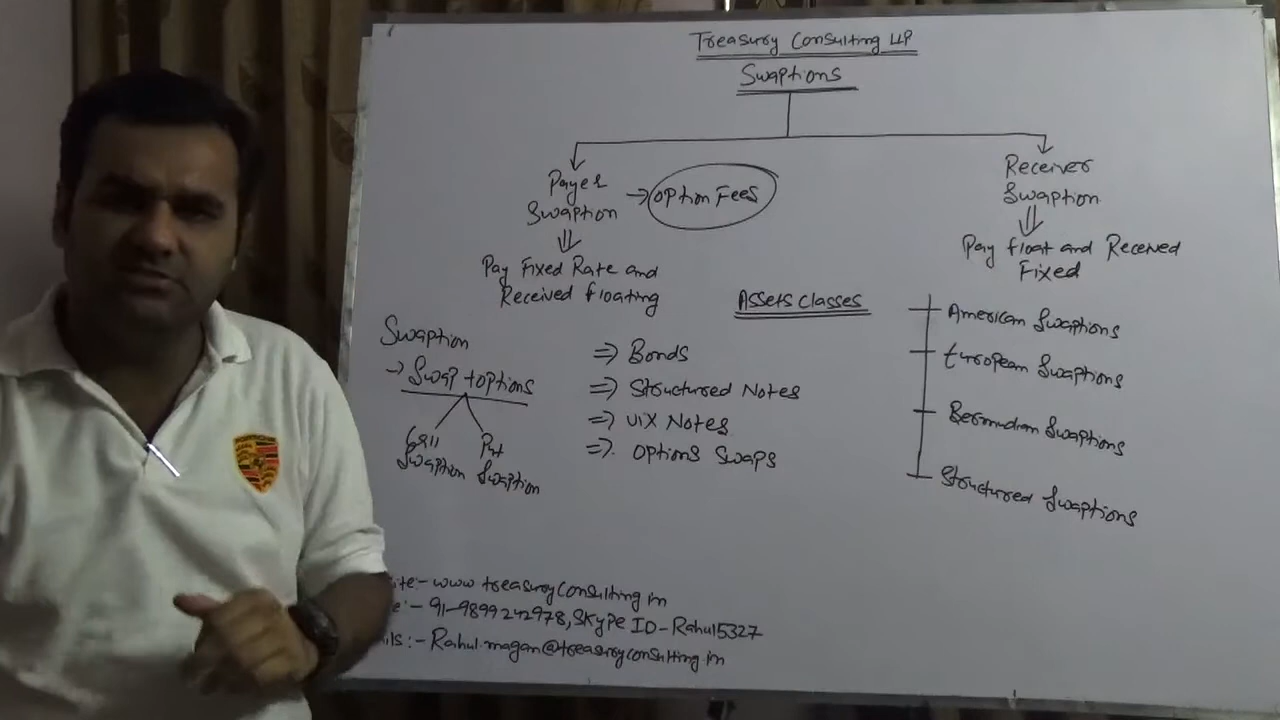 Treasury Consulting LLP
Swaptions
Payer
Swaption
→ Option Fees
⇓
Pay Fixed Rate and
Received floating
Receiver
Swaption
⇓
Pay float and Received
Fixed
Swaption
→ Swap + options
Call
Swaption
Put
Swaption
Assets Classes
⇒ Bonds
⇒ Structured Notes
⇒ VIX Notes
⇒ Options Swaps
American Swaptions
European Swaptions
Bermudian Swaptions
Structured Swaptions
www treasuryconsulting in
:- 91-9899242978, Skype ID - Rahul5327
:- Rahul.magan@treasuryconsulting.in